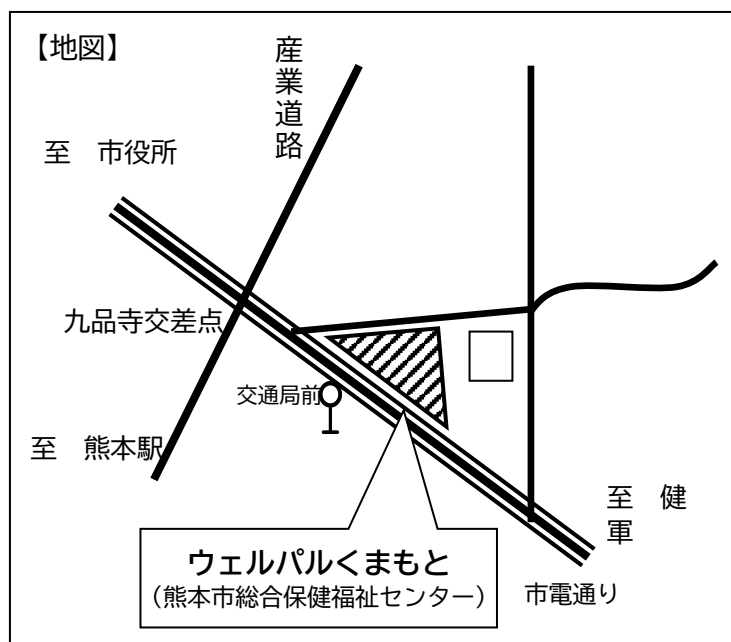 【地図】
産業道路
至　市役所
九品寺交差点
交通局前
至　熊本駅
至　健
軍
ウェルパルくまもと
（熊本市総合保健福祉センター）
市電通り